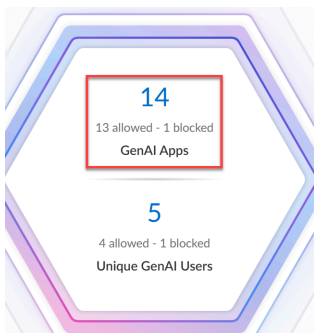 14
13 allowed - 1 blocked
GenAI Apps
5
4 allowed - 1 blocked
Unique GenAI Users